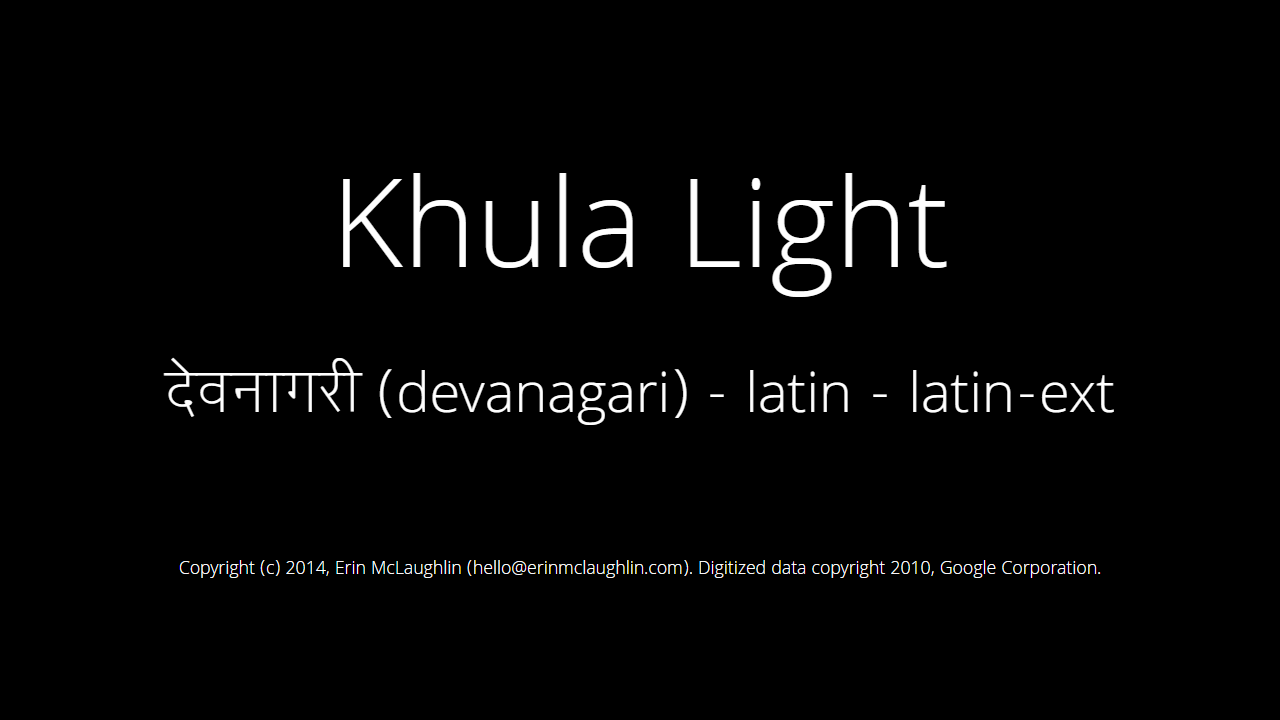 Khula Light
देवनागरी (devanagari) - latin - latin-ext
Copyright (c) 2014, Erin McLaughlin (hello@erinmclaughlin.com). Digitized data copyright 2010, Google Corporation.